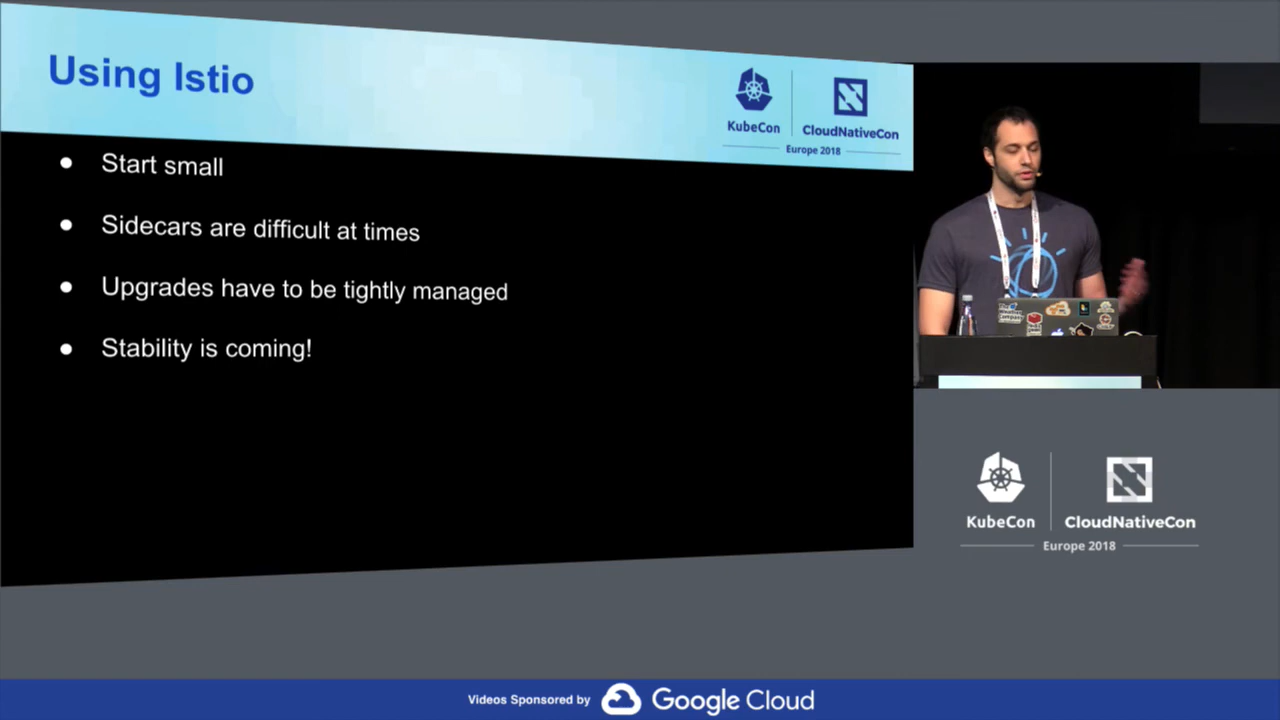 Using Istio
KubeCon
CloudNativeCon
Europe 2018
Start small
Sidecars are difficult at times
Upgrades have to be tightly managed
Stability is coming!
KubeCon
CloudNativeCon
Europe 2018
Videos Sponsored by Google Cloud